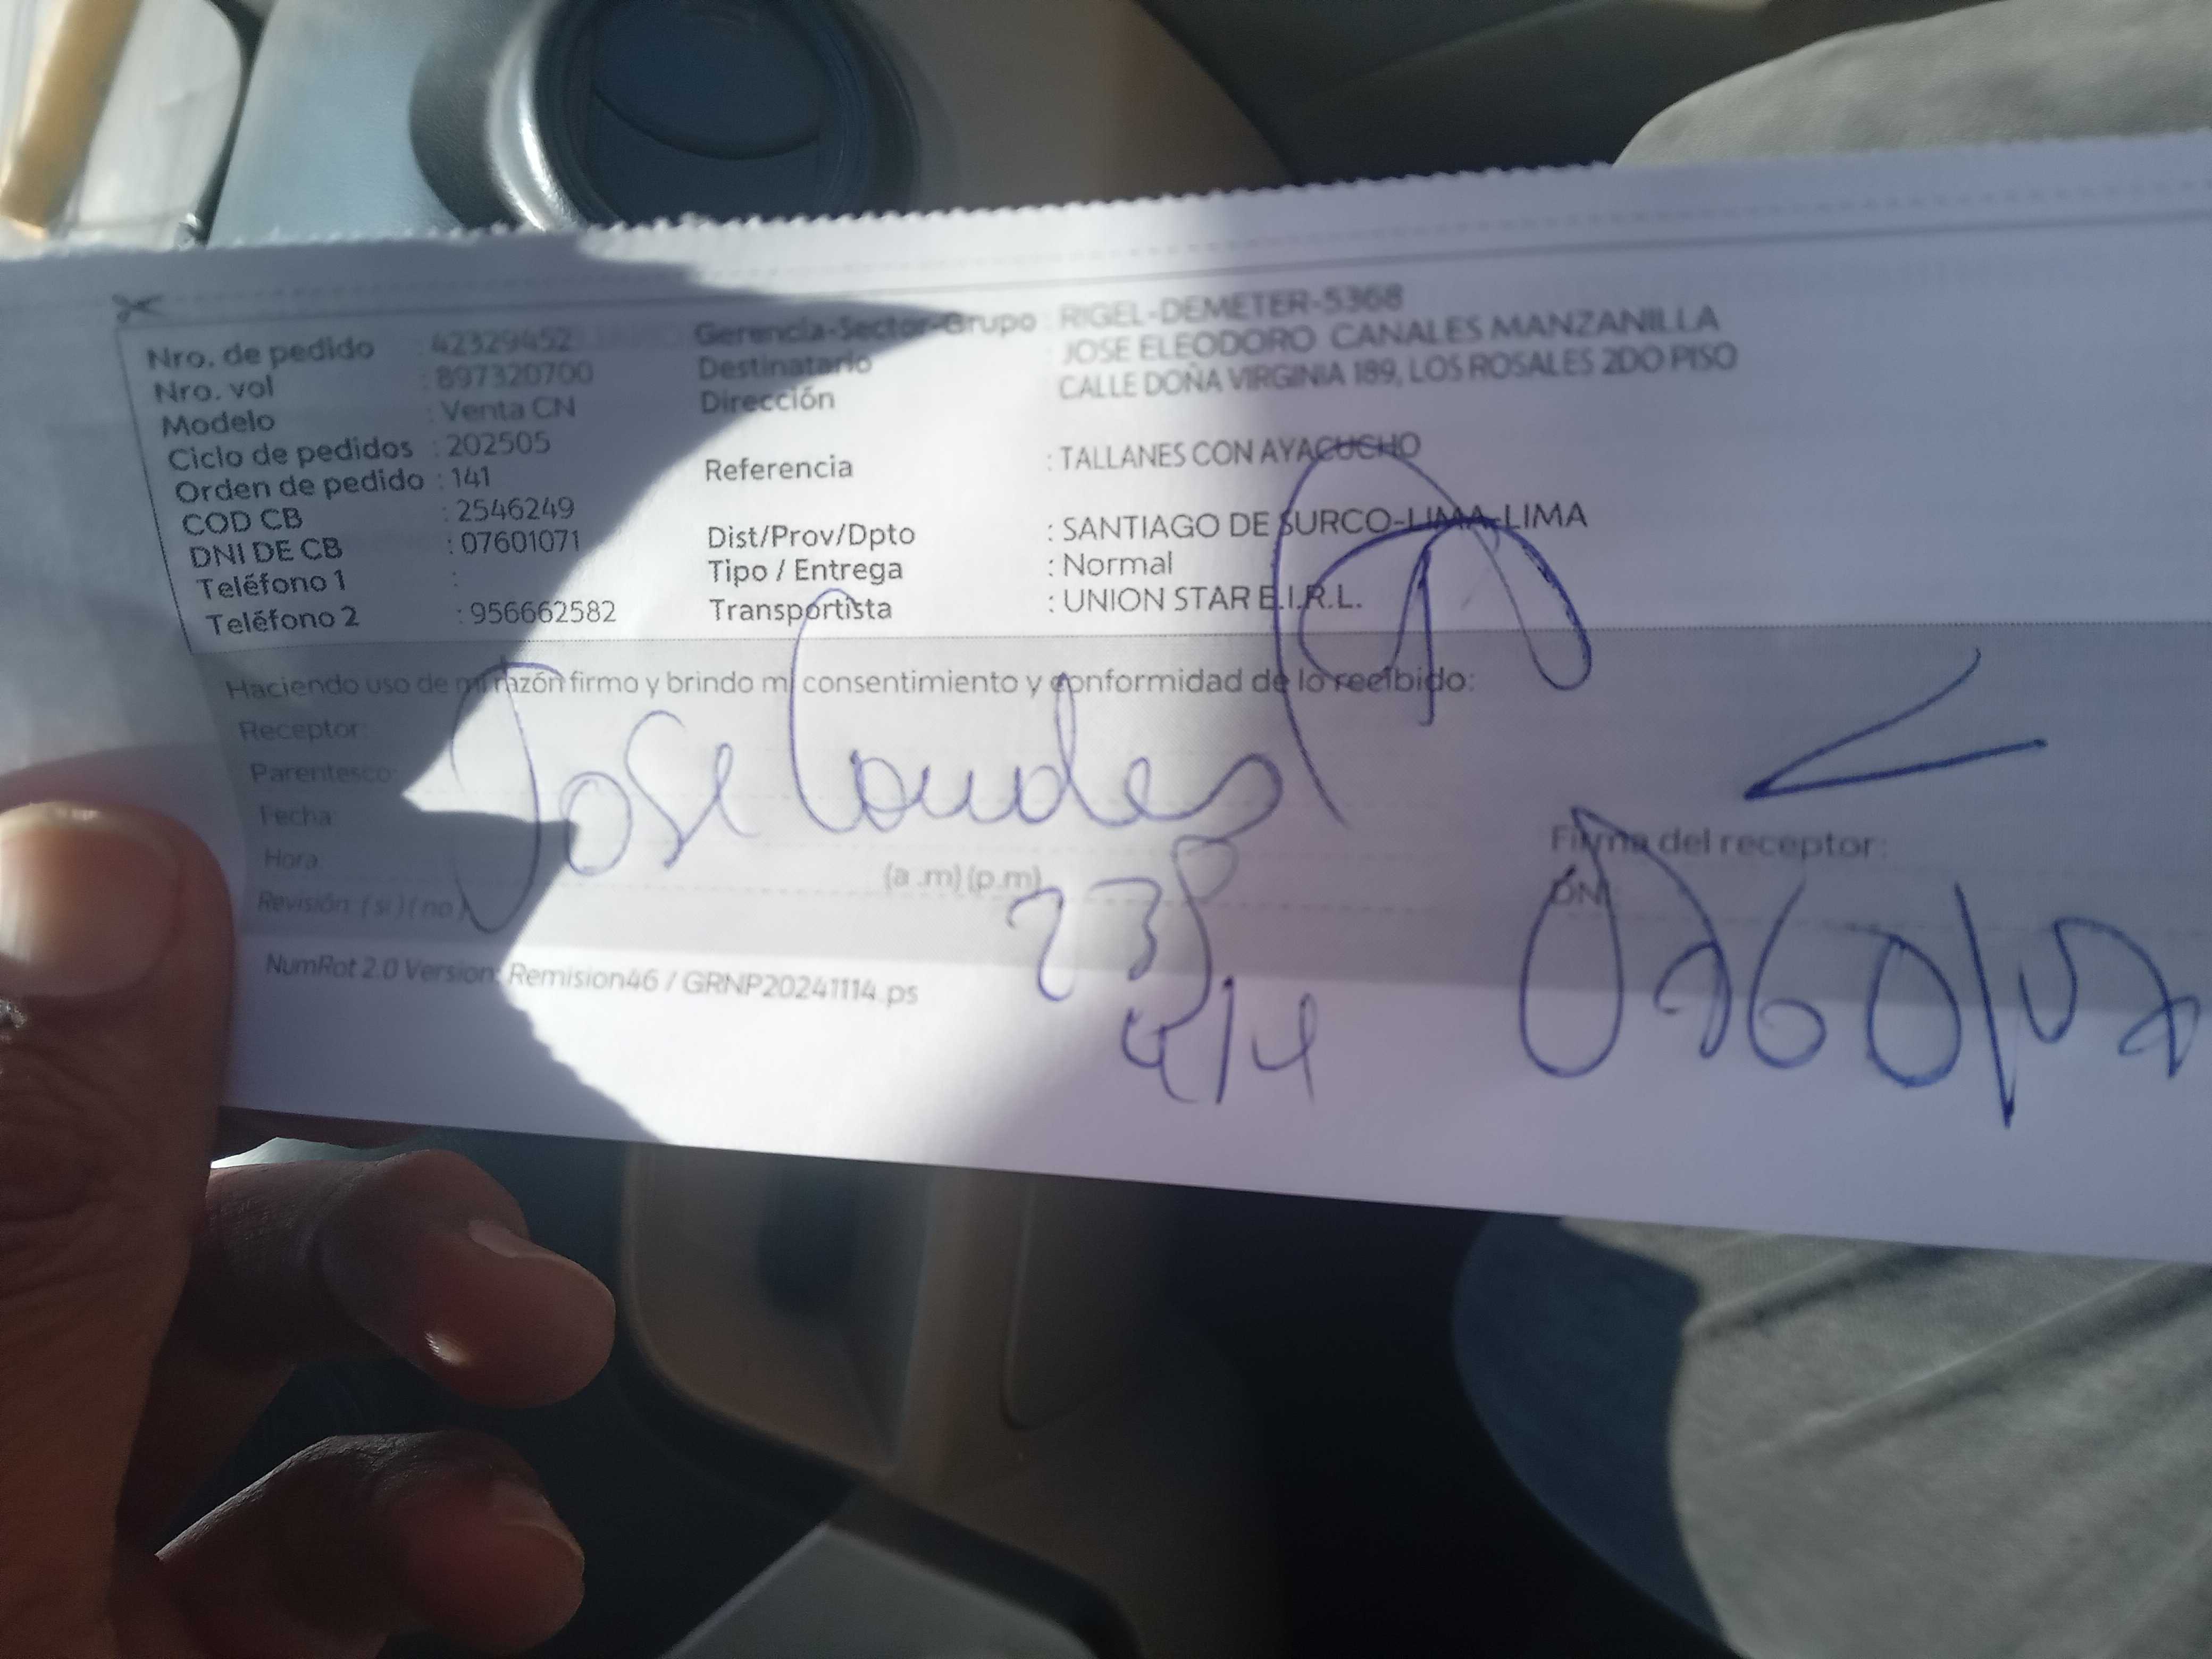 Nro. de pedido : 42329452
Nro. vol : 897320700
Modelo : Venta CN
Ciclo de pedidos : 202505
Orden de pedido : 141
COD CB : 2546249
DNI DE CB : 07601071
Teléfono 1 :
Teléfono 2 : 956662582
Gerencia-Sector-Grupo : RIGEL-DEMETER-5368
Destinatario : JOSE ELEODORO CANALES MANZANILLA
Dirección : CALLE DOÑA VIRGINIA 189, LOS ROSALES 2DO PISO
Referencia : TALLANES CON AYACUCHO
Dist/Prov/Dpto : SANTIAGO DE SURCO-LIMA-LIMA
Tipo / Entrega : Normal
Transportista : UNION STAR E.I.R.L.
Haciendo uso de mi razón firmo y brindo mi consentimiento y conformidad de lo recibido:
Receptor:
Parentesco:
Fecha:
Hora:
(a .m) (p.m)
Revisión: ( si ) ( no )
Jose
Firma del receptor:
DNI
NumRot 2.0 Version: Remision46 / GRNP20241114.ps